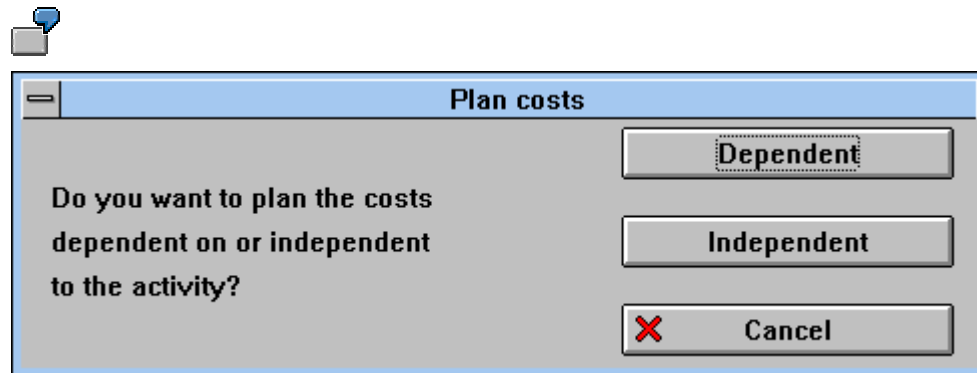 Plan costs
Dependent
Do you want to plan the costs
dependent on or independent
to the activity?
Independent
Cancel